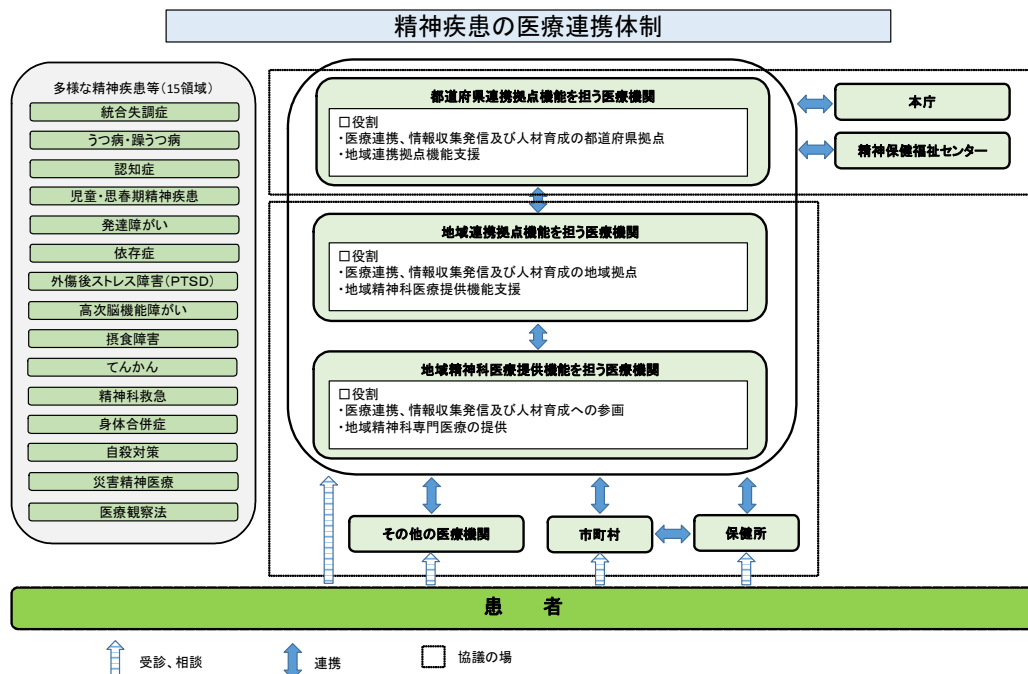 精神疾患の医療連携体制
多様な精神疾患等(15領域)
統合失調症
うつ病・躁うつ病
認知症
児童・思春期精神疾患
発達障がい
依存症
外傷後ストレス障害(PTSD)
高次脳機能障がい
摂食障害
てんかん
精神科救急
身体合併症
自殺対策
災害精神医療
医療観察法
都道府県連携拠点機能を担う医療機関
□役割
・医療連携、情報収集発信及び人材育成の都道府県拠点
・地域連携拠点機能支援
本庁
精神保健福祉センター
地域連携拠点機能を担う医療機関
□役割
・医療連携、情報収集発信及び人材育成の地域拠点
・地域精神科医療提供機能支援
地域精神科医療提供機能を担う医療機関
□役割
・医療連携、情報収集発信及び人材育成への参画
・地域精神科専門医療の提供
その他の医療機関
市町村
保健所
患 者
受診、相談
連携
協議の場